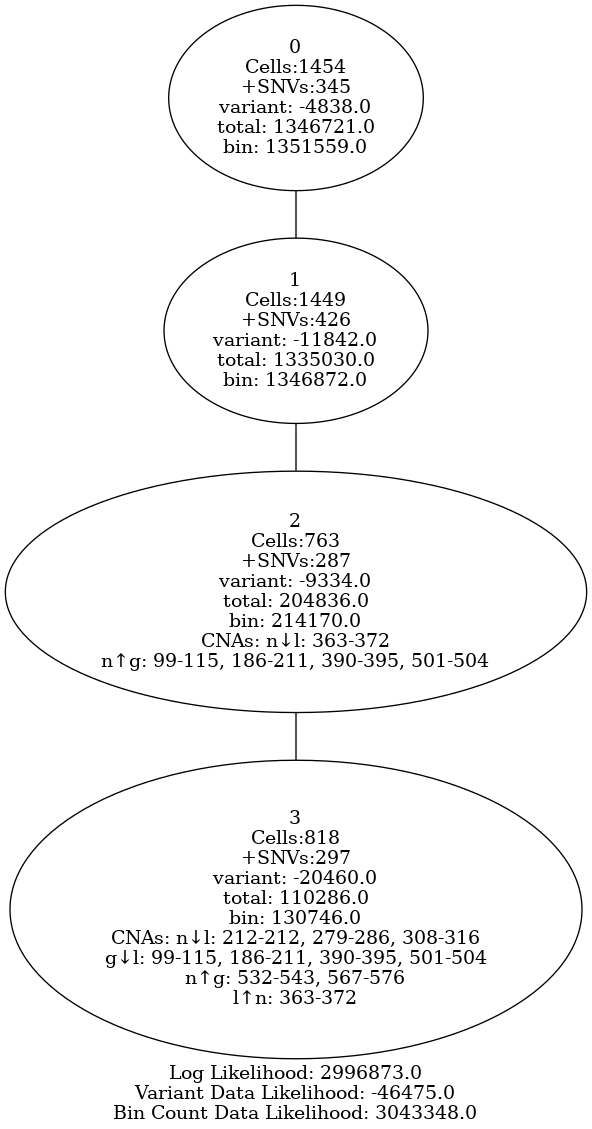 0
Cells:1454
+SNVs:345
variant: -4838.0
total: 1346721.0
bin: 1351559.0
1
Cells:1449
+SNVs:426
variant: -11842.0
total: 1335030.0
bin: 1346872.0
2
Cells:763
+SNVs:287
variant: -9334.0
total: 204836.0
bin: 214170.0
CNAs: n↓l: 363-372
n↑g: 99-115, 186-211, 390-395, 501-504
3
Cells:818
+SNVs:297
variant: -20460.0
total: 110286.0
bin: 130746.0
CNAs: n↓l: 212-212, 279-286, 308-316
g↓l: 99-115, 186-211, 390-395, 501-504
n↑g: 532-543, 567-576
l↑n: 363-372
Log Likelihood: 2996873.0
Variant Data Likelihood: -46475.0
Bin Count Data Likelihood: 3043348.0